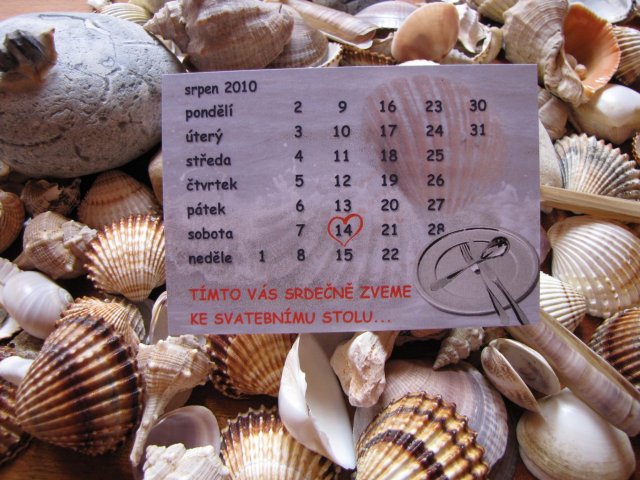 srpen 2010
pondělí 2 9 16 23 30
úterý 3 10 17 24 31
středa 4 11 18 25
čtvrtek 5 12 19 26
pátek 6 13 20 27
sobota 7 14 21 28
neděle 1 8 15 22
TÍMTO VÁS SRDEČNĚ ZVEME
KE SVATEBNÍMU STOLU...